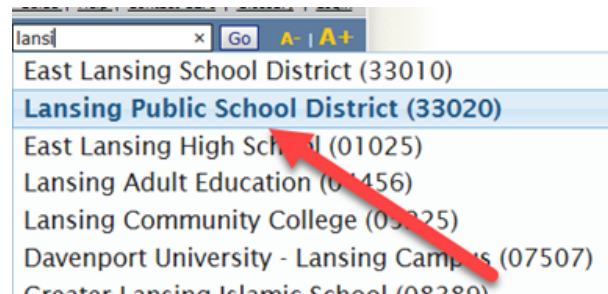 lansi × Go A- | A+
East Lansing School District (33010)
Lansing Public School District (33020)
East Lansing High School (01025)
Lansing Adult Education
Lansing Community College
Davenport University - Lansing Campus (07507)
Greater Lansing Islamic School (08389)